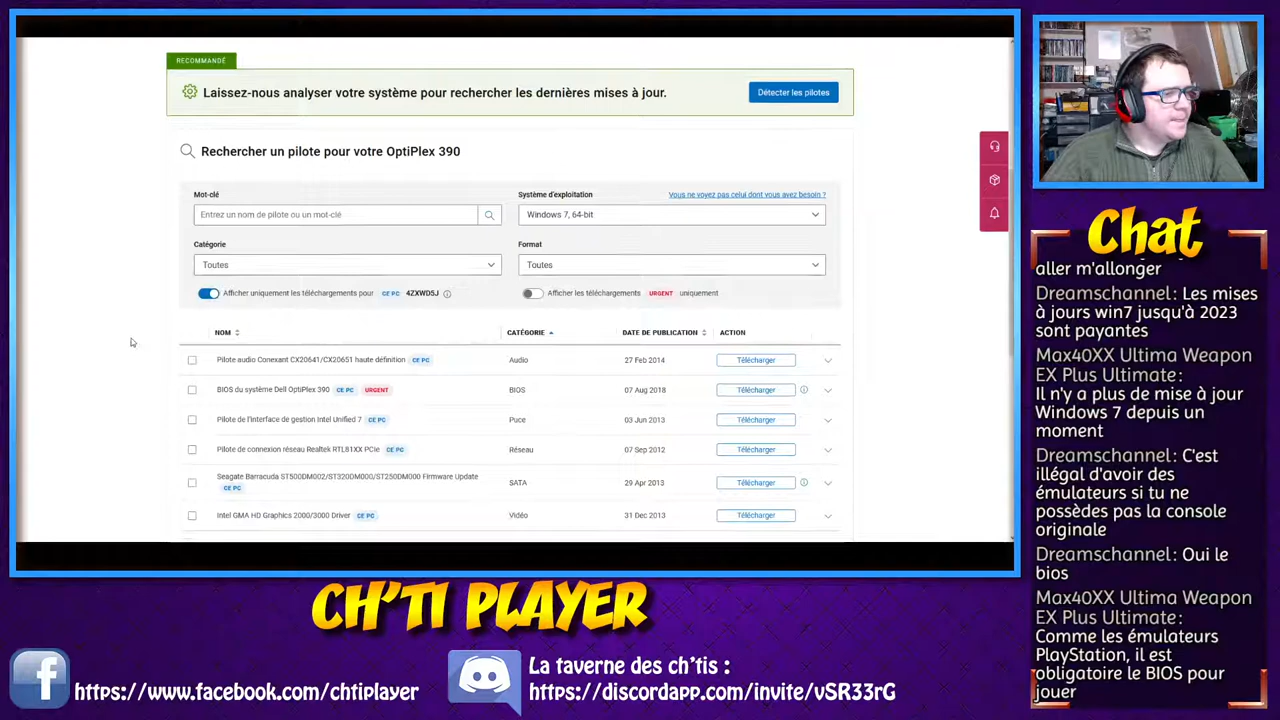 RECOMMANDÉ
Laissez-nous analyser votre système pour rechercher les dernières mises à jour.
Détecter les pilotes
Rechercher un pilote pour votre OptiPlex 390
Mot-clé
Système d'exploitation
Vous ne voyez pas celui dont vous avez besoin ?
Entrez un nom de pilote ou un mot-clé
Windows 7, 64-bit
Catégorie
Format
Toutes
Toutes
Afficher uniquement les téléchargements pour CE PC 4ZXWD5J
Afficher les téléchargements URGENT uniquement
NOM CATÉGORIE DATE DE PUBLICATION ACTION
Pilote audio Conexant CX20641/CX20651 haute définition CE PC Audio 27 Feb 2014 Télécharger
BIOS du système Dell OptiPlex 390 CE PC URGENT BIOS 07 Aug 2018 Télécharger
Pilote de l'interface de gestion Intel Unified 7 CE PC Puce 03 Jun 2013 Télécharger
Pilote de connexion réseau Realtek RTL81XX PCIe CE PC Réseau 07 Sep 2012 Télécharger
Seagate Barracuda ST500DM002/ST320DM000/ST250DM000 Firmware Update
CE PC SATA 29 Apr 2013 Télécharger
Intel GMA HD Graphics 2000/3000 Driver CE PC Vidéo 31 Dec 2013 Télécharger
Chat
aller m'allonger
Dreamschannel : Les mises
à jours win7 jusqu'à 2023
sont payantes
Max40XX Ultima Weapon
EX Plus Ultimate :
Il n'y a plus de mise à jour
Windows 7 depuis un
moment
Dreamschannel : C'est
illégal d'avoir des
émulateurs si tu ne
possèdes pas la console
originale
Dreamschannel : Oui le
bios
Max40XX Ultima Weapon
EX Plus Ultimate :
Comme les émulateurs
PlayStation, il est
obligatoire le BIOS pour
jouer
CH'TI PLAYER
f
https://www.facebook.com/chtiplayer
La taverne des ch'tis :
https://discordapp.com/invite/vSR33rG